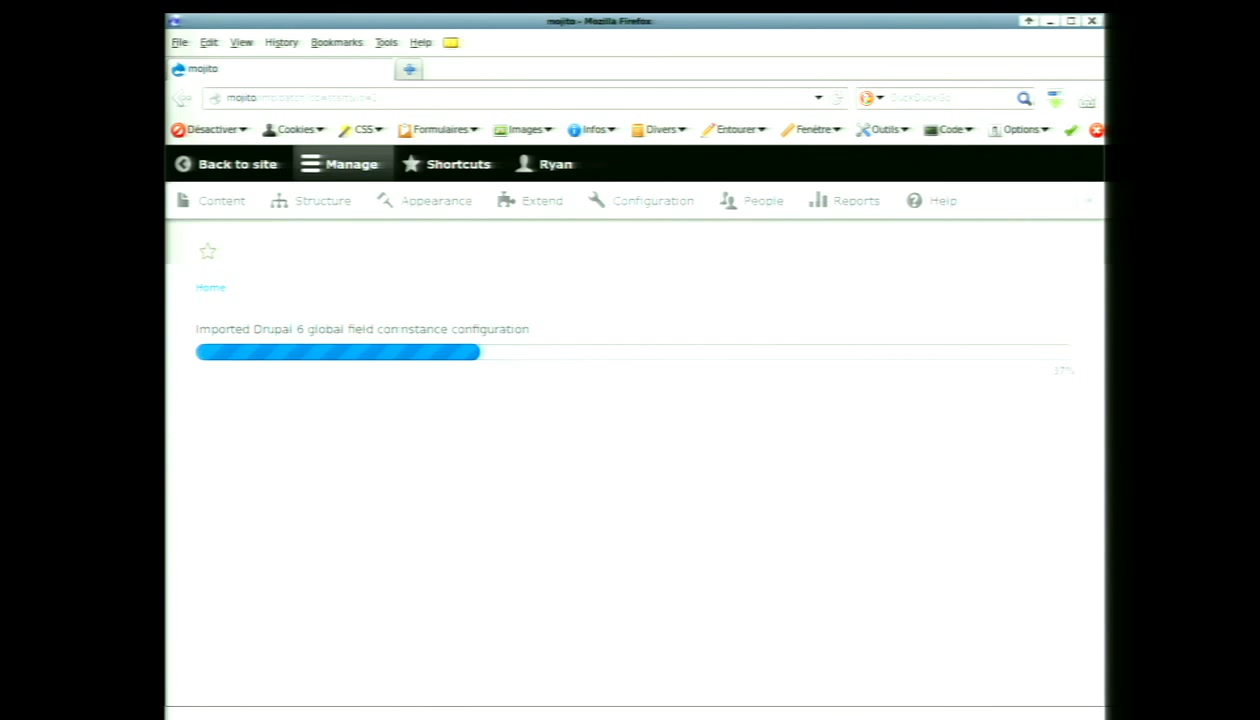 mojito - Mozilla Firefox
File Edit View History Bookmarks Tools Help
mojito
mojito DuckDuckGo
Désactiver Cookies CSS Formulaires Images Infos Divers Entourer Fenêtre Outils Code Options
Back to site Manage Shortcuts Ryan
Content Structure Appearance Extend Configuration People Reports Help
Home
Imported Drupal 6 global field configuration